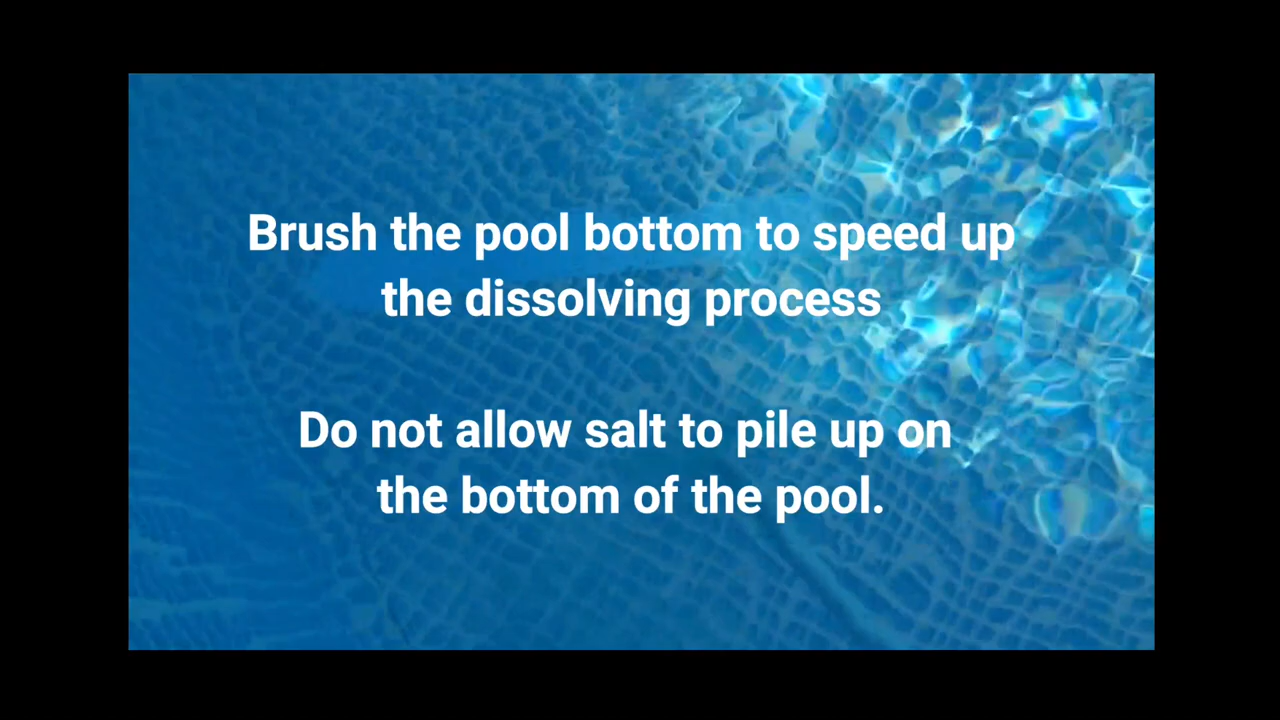 Brush the pool bottom to speed up
the dissolving process
Do not allow salt to pile up on
the bottom of the pool.